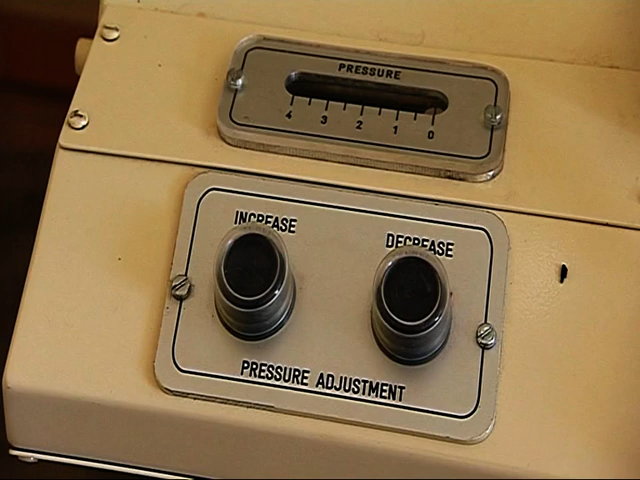 PRESSURE
4 3 2 1 0
INCREASE DECREASE
PRESSURE ADJUSTMENT